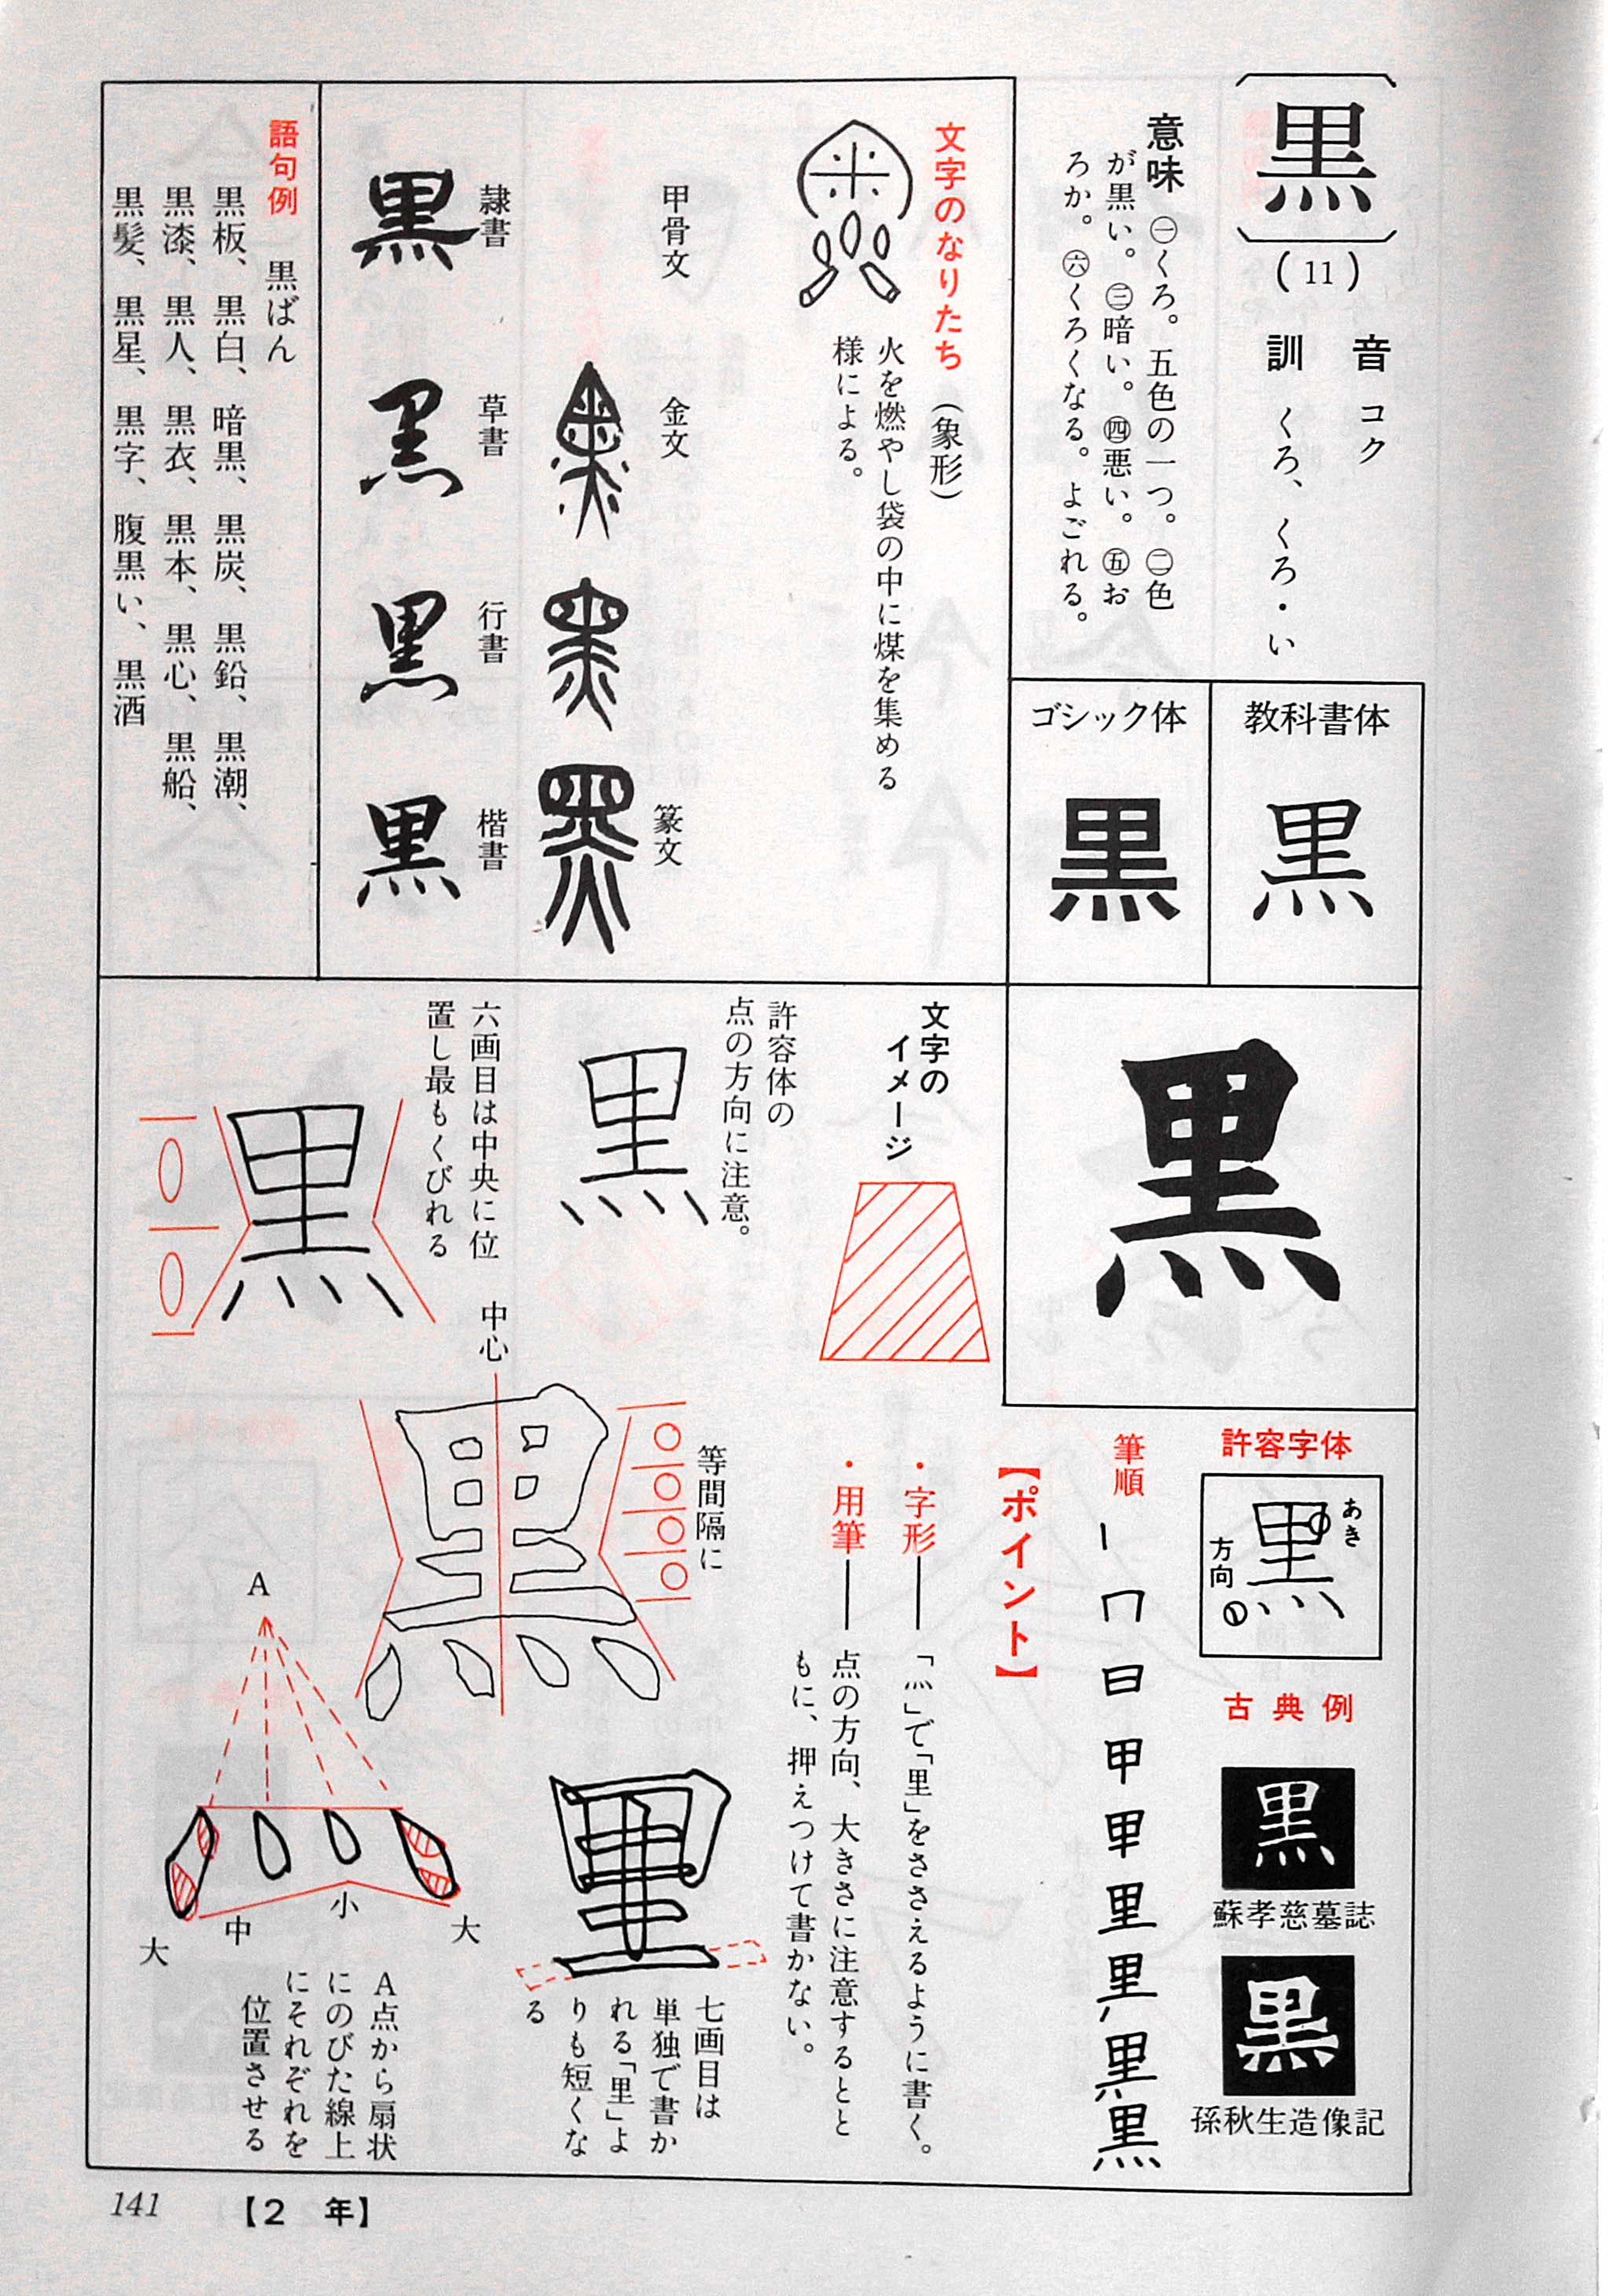 黒
(11)
音 コク
訓 くろ、くろ・い
意味 ㊀くろ。五色の一つ。㊁色
が黒い。㊂暗い。㊃悪い。㊄お
ろか。㊅くろくなる。よごれる。
教科書体
黒
ゴシック体
黒
文字のなりたち（象形）
火を燃やし袋の中に煤を集める
様による。
甲骨文
金文
篆文
隷書
黒
草書
黒
行書
黒
楷書
黒
語句例 黒ばん
黒板、黒白、暗黒、黒炭、黒鉛、黒潮、
黒漆、黒人、黒衣、黒本、黒心、黒船、
黒髪、黒星、黒字、腹黒い、黒酒
黒
許容字体
黒
あき
方向
古典例
黒
蘇孝慈墓誌
黒
孫秋生造像記
筆順
【ポイント】
・字形──「灬」で「里」をささえるように書く。
・用筆──点の方向、大きさに注意するとと
もに、押えつけて書かない。
文字の
イメージ
許容体の
点の方向に注意。
黒
六画目は中央に位
置し最もくびれる
黒
中心
等間隔に
黒
里
七画目は
単独で書か
れる「里」よ
りも短くな
る
A
大
中
小
大
A点から扇状
にのびた線上
にそれぞれを
位置させる
141
【2 年】